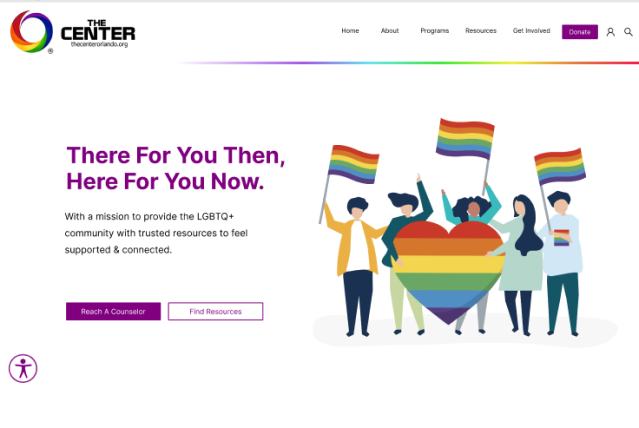 THE
CENTER
thecenterorlando.org
®
Home About Programs Resources Get Involved Donate
There For You Then,
Here For You Now.
With a mission to provide the LGBTQ+
community with trusted resources to feel
supported & connected.
Reach A Counselor Find Resources